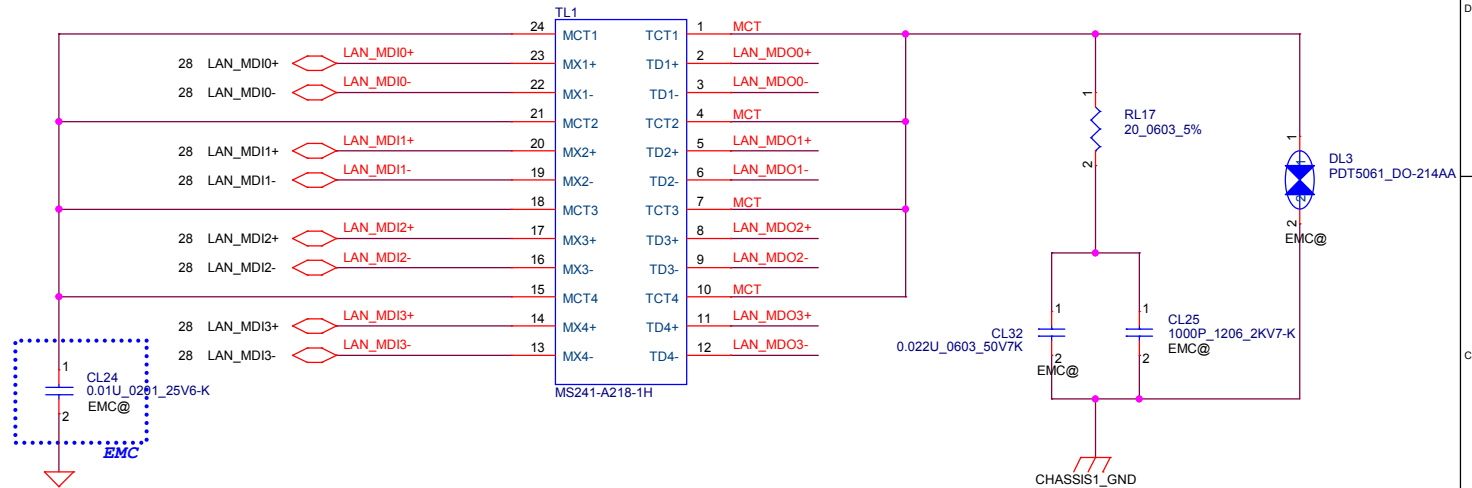 TL1
24 MCT1 TCT1 1 MCT
28 LAN_MDI0+ LAN_MDI0+ 23 MX1+ TD1+ 2 LAN_MDO0+
28 LAN_MDI0- LAN_MDI0- 22 MX1- TD1- 3 LAN_MDO0-
21 MCT2 TCT2 4 MCT
28 LAN_MDI1+ LAN_MDI1+ 20 MX2+ TD2+ 5 LAN_MDO1+
28 LAN_MDI1- LAN_MDI1- 19 MX2- TD2- 6 LAN_MDO1-
18 MCT3 TCT3 7 MCT
28 LAN_MDI2+ LAN_MDI2+ 17 MX3+ TD3+ 8 LAN_MDO2+
28 LAN_MDI2- LAN_MDI2- 16 MX3- TD3- 9 LAN_MDO2-
15 MCT4 TCT4 10 MCT
28 LAN_MDI3+ LAN_MDI3+ 14 MX4+ TD4+ 11 LAN_MDO3+
28 LAN_MDI3- LAN_MDI3- 13 MX4- TD4- 12 LAN_MDO3-
MS241-A218-1H
1
CL24
0.01U_0201_25V6-K
EMC@
2
EMC
1
RL17
20_0603_5%
2
1
1
DL3
PDT5061_DO-214AA
2
2
EMC@
1
CL32
0.022U_0603_50V7K
2
EMC@
1
CL25
1000P_1206_2KV7-K
EMC@
2
CHASSIS1_GND
D
C